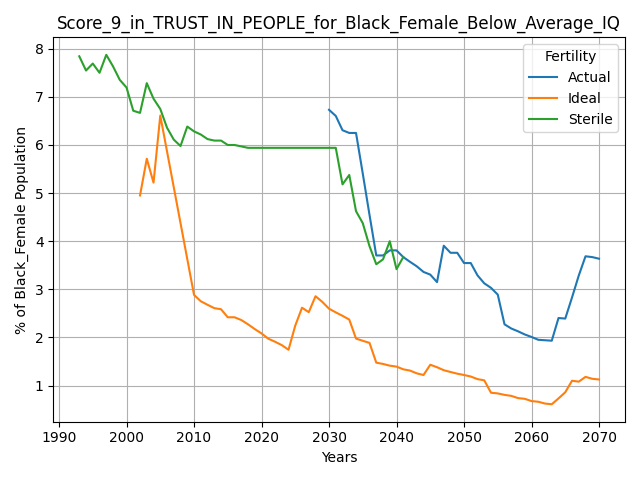 Score_9_in_TRUST_IN_PEOPLE_for_Black_Female_Below_Average_IQ
% of Black_Female Population
8
7
6
5
4
3
2
1
Fertility
Actual
Ideal
Sterile
1990
2000
2010
2020
2030
2040
2050
2060
2070
Years